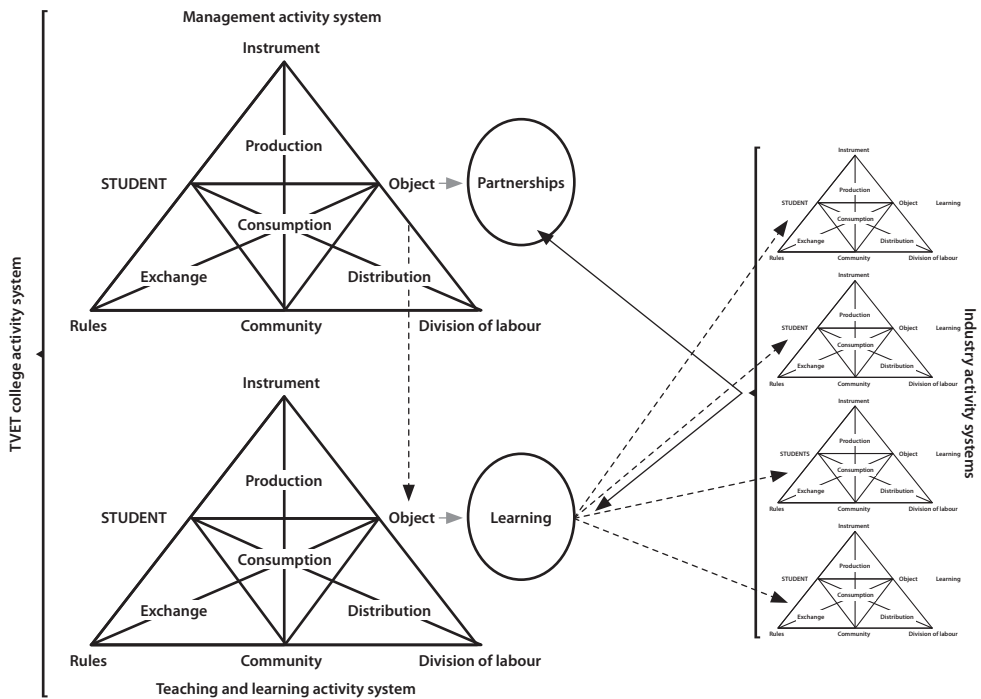 Management activity system
Instrument
Production
STUDENT
Object
Partnerships
Consumption
Exchange
Distribution
Rules
Community
Division of labour
TVET college activity system
Instrument
Production
STUDENT
Object
Learning
Consumption
Exchange
Distribution
Rules
Community
Division of labour
Teaching and learning activity system
Instrument
Production
STUDENT
Object
Learning
Consumption
Exchange
Distribution
Rules
Community
Division of labour
Instrument
Production
STUDENT
Object
Learning
Consumption
Exchange
Distribution
Rules
Community
Division of labour
Instrument
Production
STUDENTS
Object
Learning
Consumption
Exchange
Distribution
Rules
Community
Division of labour
Instrument
Production
STUDENT
Object
Learning
Consumption
Exchange
Distribution
Rules
Community
Division of labour
Industry activity systems